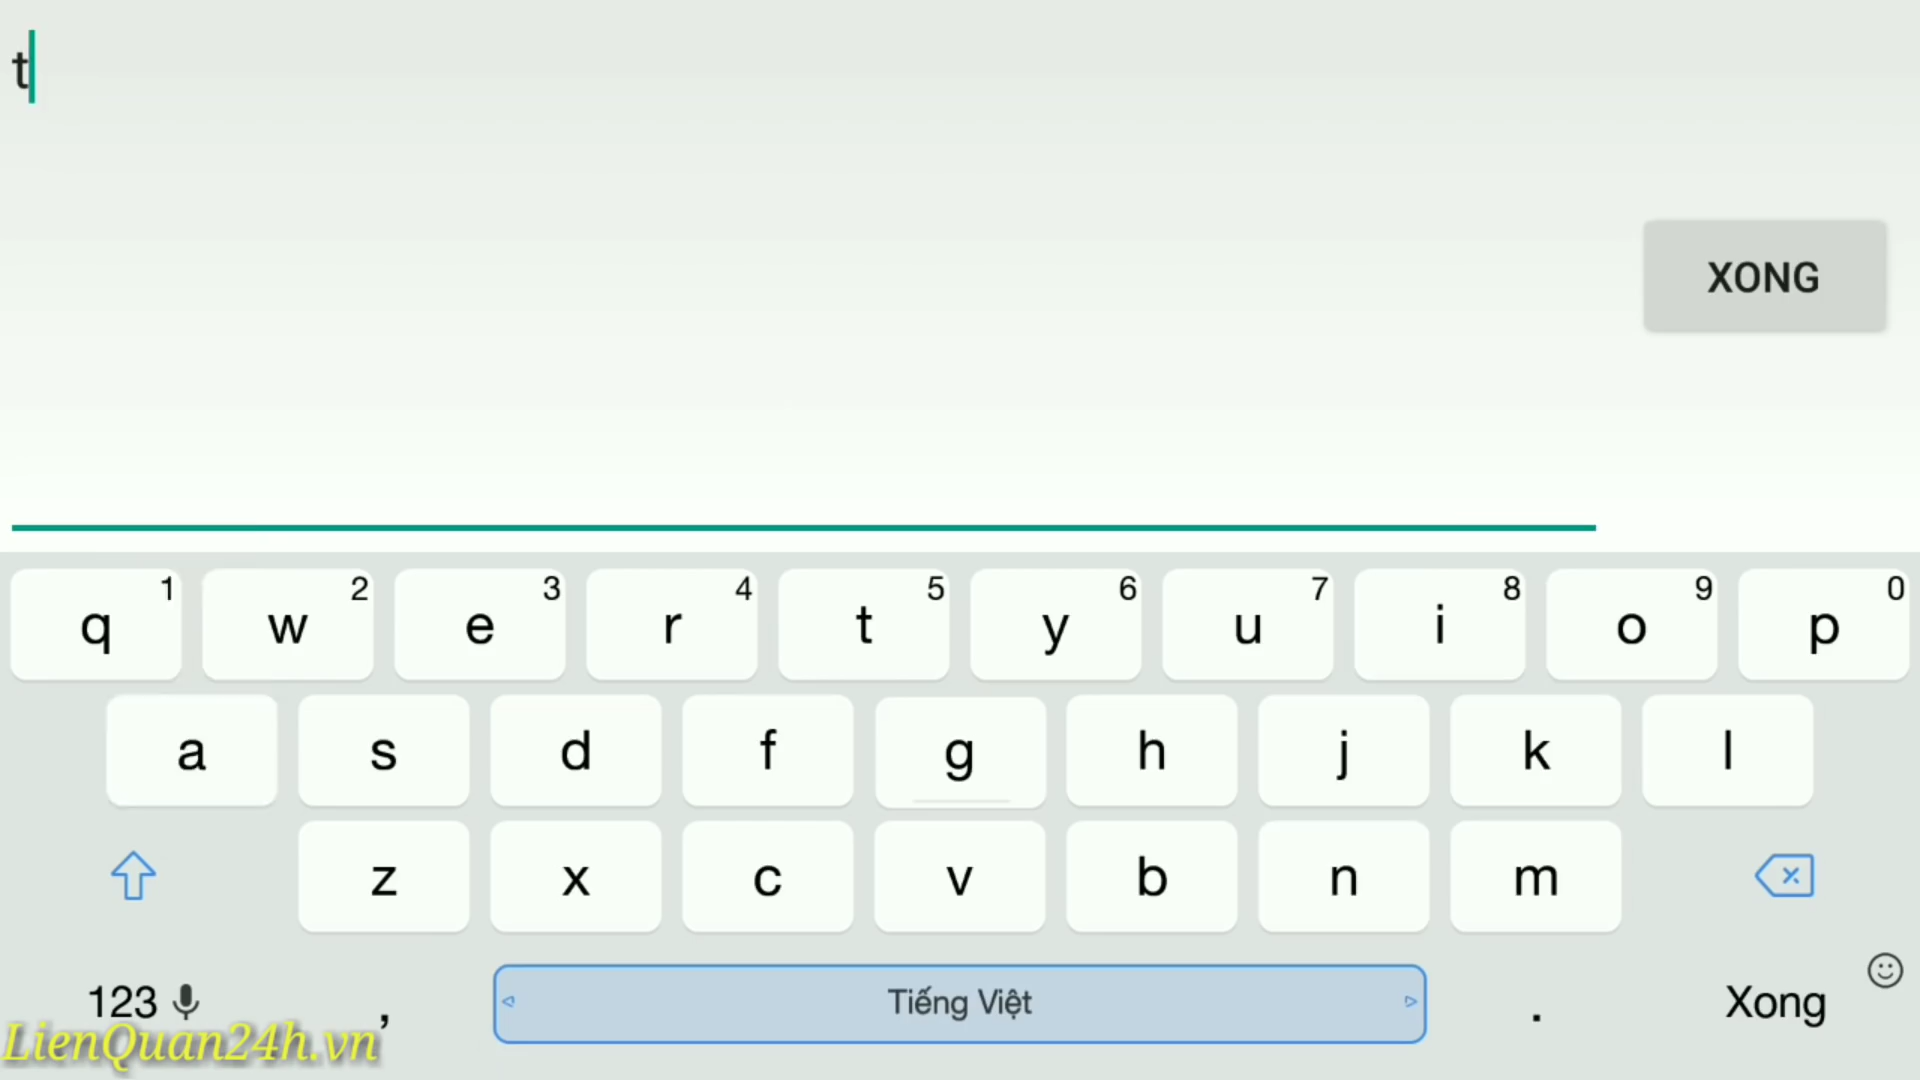 t
XONG
1 2 3 4 5 6 7 8 9 0
q w e r t y u i o p
a s d f g h j k l
z x c v b n m
123 , Tiếng Việt . Xong
LienQuan24h.vn